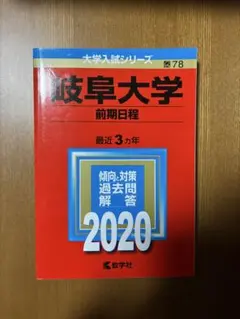 大学入試シリーズ
78
岐阜大学
前期日程
最近3ヵ年
傾向と対策
過去問
解答
2020
教学社